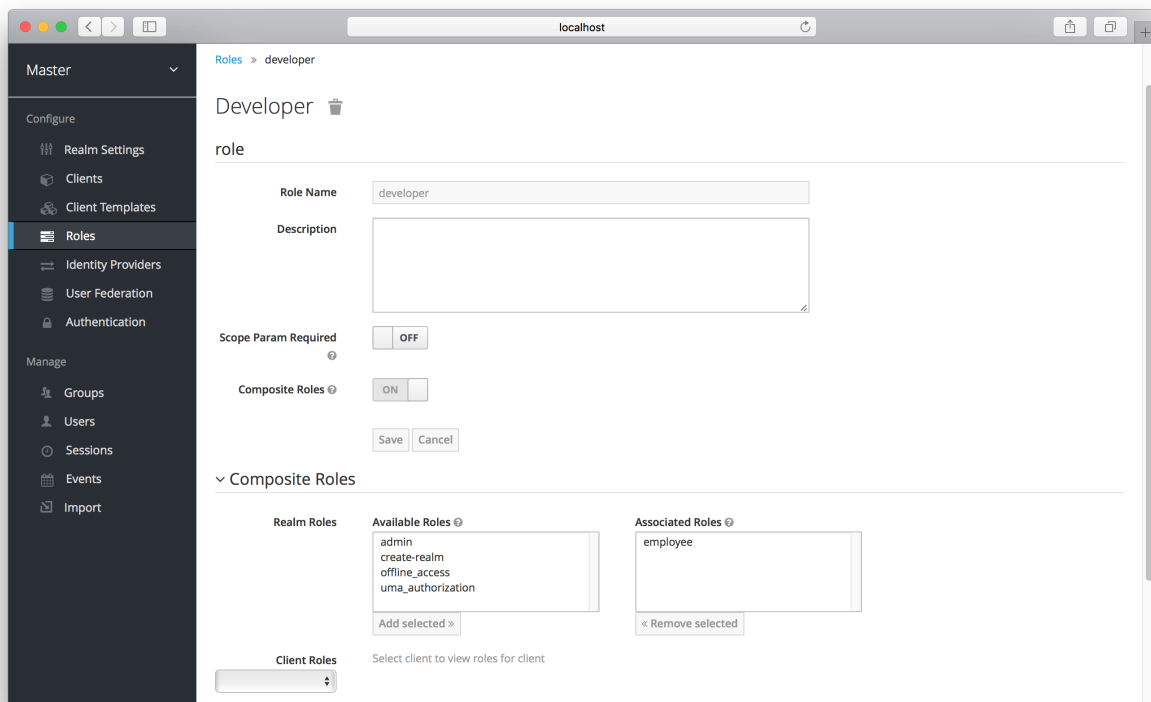 localhost
Master
Roles » developer
Developer
Configure
Realm Settings
Clients
Client Templates
Roles
Identity Providers
User Federation
Authentication
Manage
Groups
Users
Sessions
Events
Import
role
Role Name
developer
Description
Scope Param Required
OFF
Composite Roles
ON
Save Cancel
Composite Roles
Realm Roles
Available Roles
admin
create-realm
offline_access
uma_authorization
Add selected »
Associated Roles
employee
« Remove selected
Client Roles
Select client to view roles for client